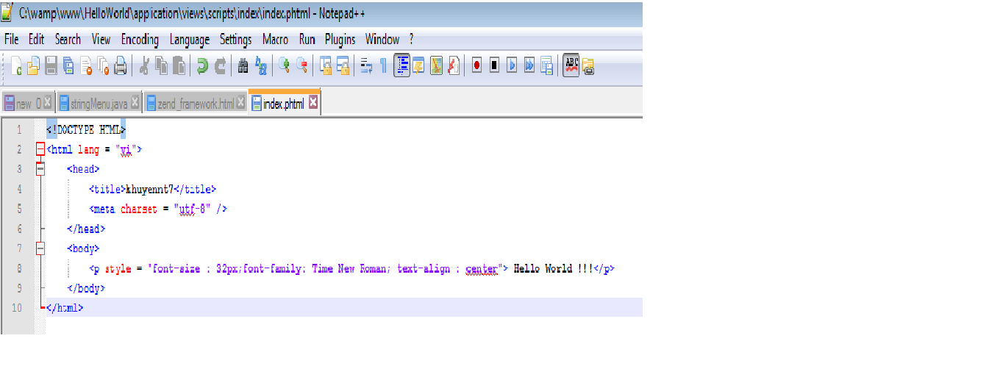 C:\wamp\www\HelloWorld\application\views\scripts\index\index.phtml - Notepad++
File Edit Search View Encoding Language Settings Macro Run Plugins Window ?
ABC
new 0 stringMenu.java zend_framework.html index.phtml
1 <!DOCTYPE HTML>
2 <html lang = "vi">
3 <head>
4 <title>khuyennt7</title>
5 <meta charset = "utf-8" />
6 </head>
7 <body>
8 <p style = "font-size : 32px;font-family: Time New Roman; text-align : center"> Hello World !!!</p>
9 </body>
10 </html>